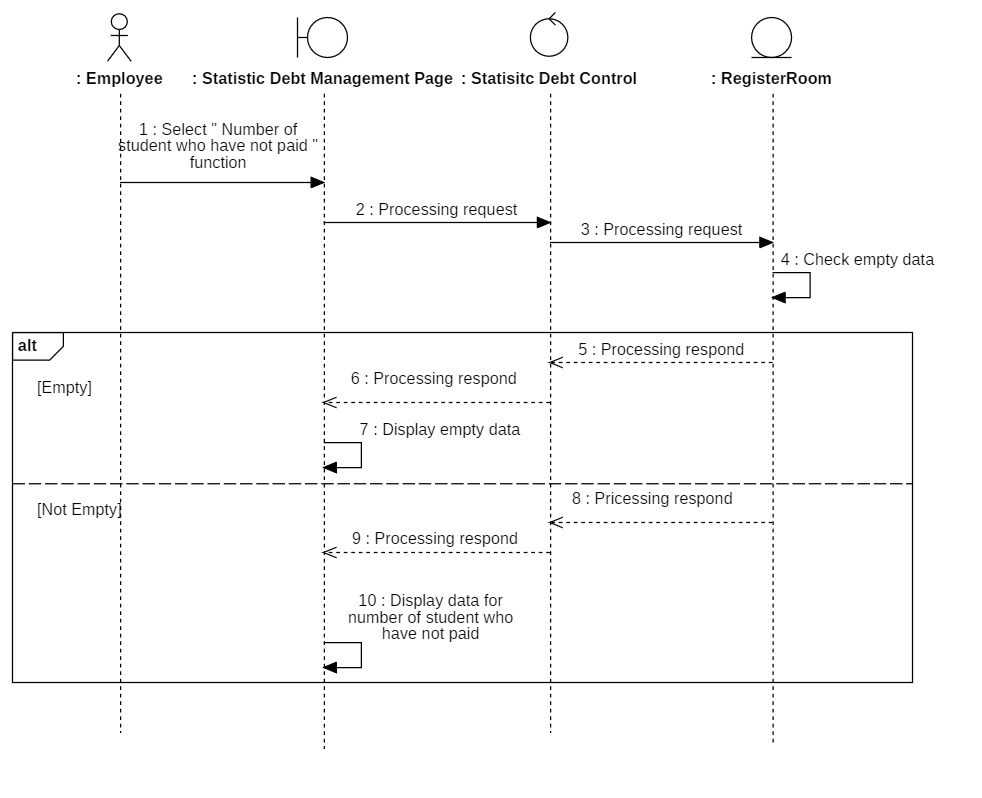 : Employee
: Statistic Debt Management Page
: Statisitc Debt Control
: RegisterRoom
1 : Select " Number of
student who have not paid "
function
2 : Processing request
3 : Processing request
4 : Check empty data
alt
5 : Processing respond
6 : Processing respond
[Empty]
7 : Display empty data
8 : Pricessing respond
[Not Empty]
9 : Processing respond
10 : Display data for
number of student who
have not paid